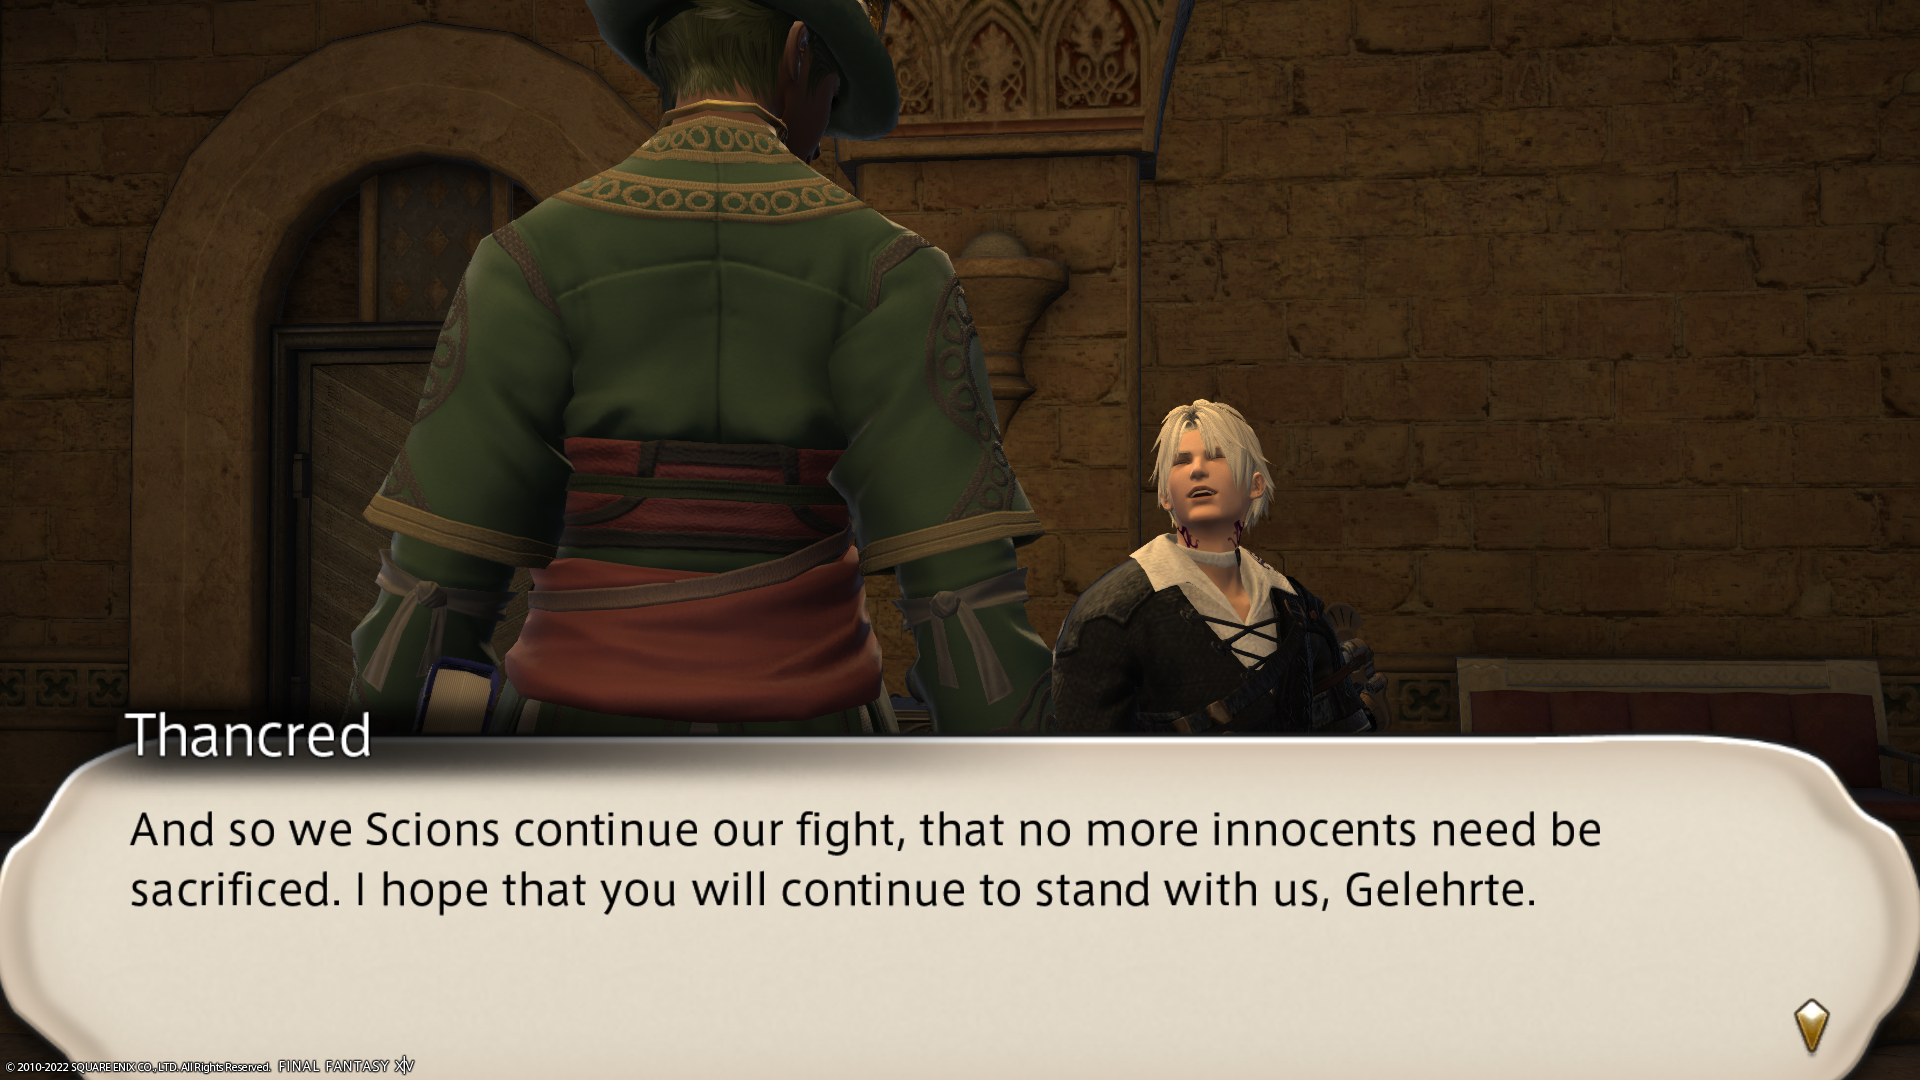 Thancred
And so we Scions continue our fight, that no more innocents need be
sacrificed. I hope that you will continue to stand with us, Gelehrte.
© 2010-2022 SQUARE ENIX CO., LTD. All Rights Reserved. FINAL FANTASY XIV